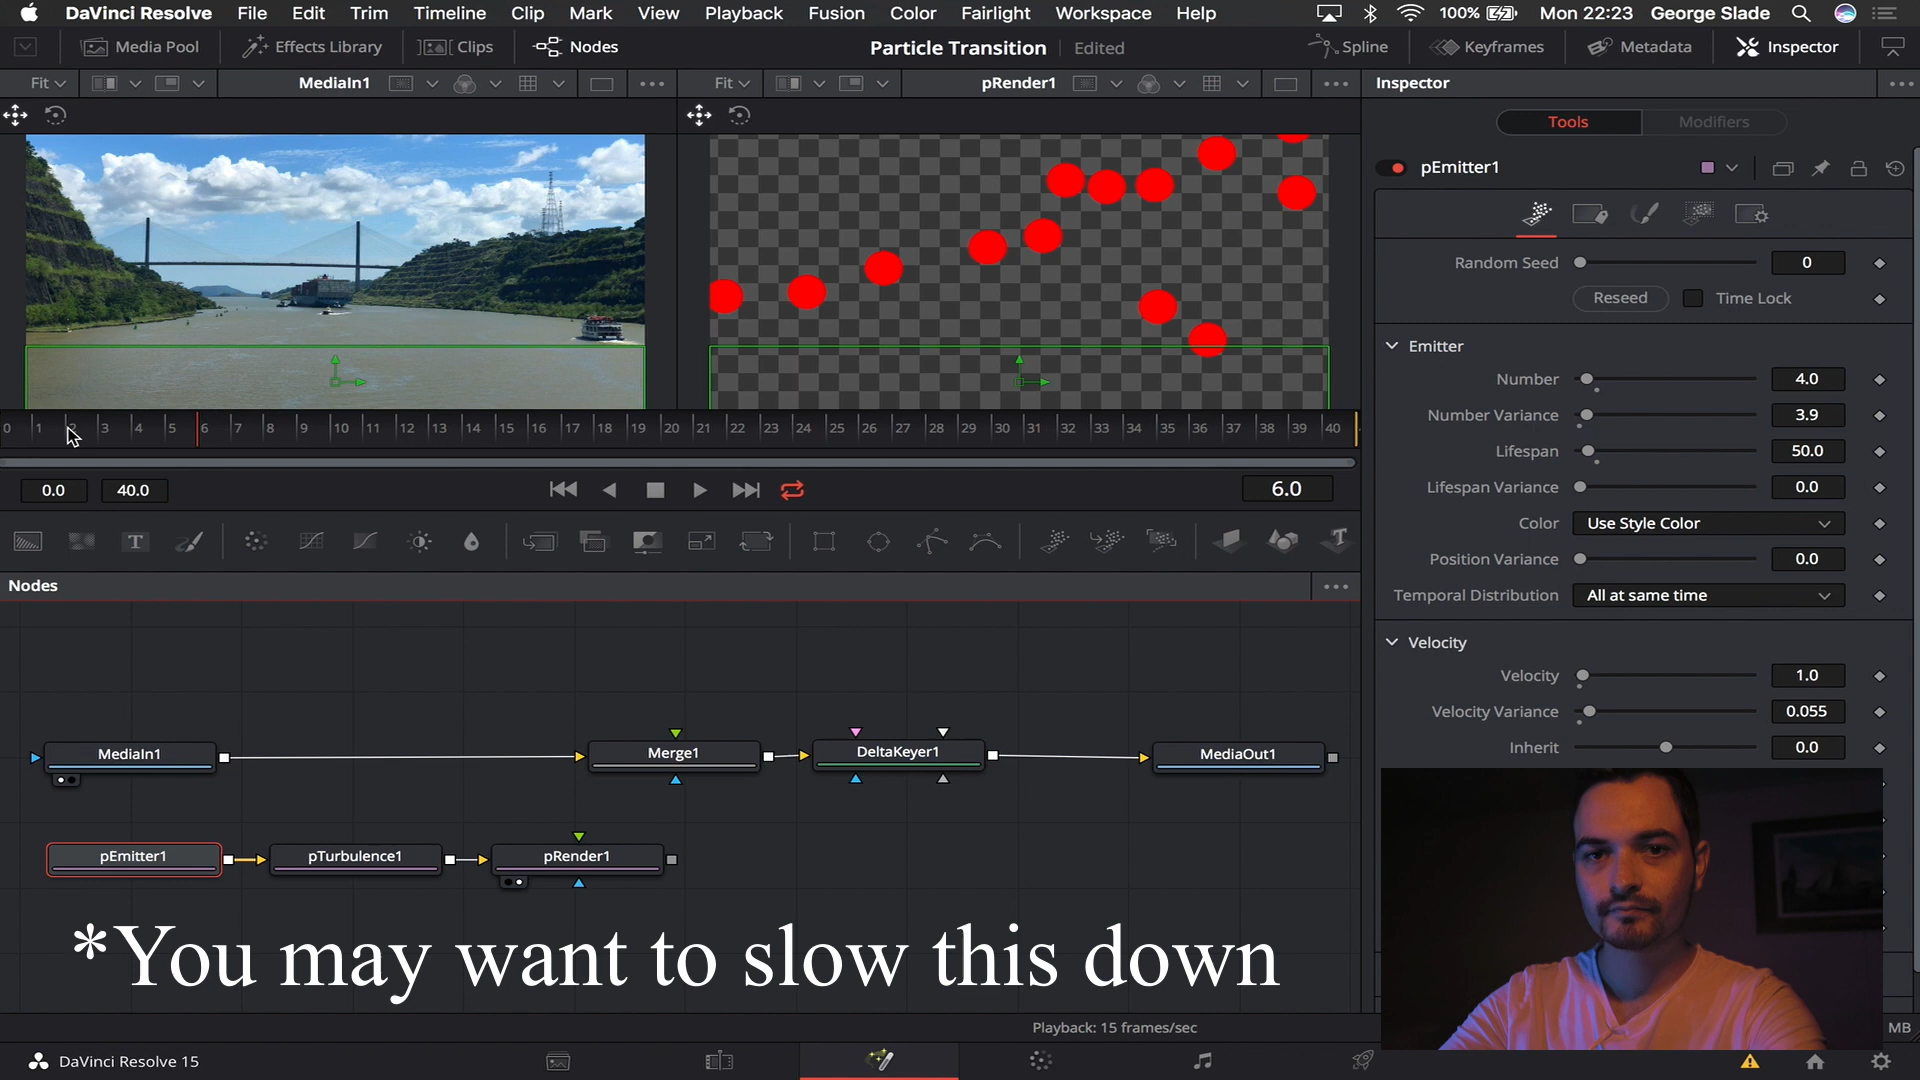 DaVinci Resolve File Edit Trim Timeline Clip Mark View Playback Fusion Color Fairlight Workspace Help 100% Mon 22:23 George Slade
Media Pool Effects Library Clips Nodes Particle Transition Edited Spline Keyframes Metadata Inspector
Fit MediaIn1 Fit pRender1 Inspector
Tools Modifiers
pEmitter1
Random Seed 0
Reseed Time Lock
Emitter
Number 4.0
Number Variance 3.9
Lifespan 50.0
Lifespan Variance 0.0
Color Use Style Color
Position Variance 0.0
Temporal Distribution All at same time
Velocity
Velocity 1.0
Velocity Variance 0.055
Inherit 0.0
0 1 2 3 4 5 6 7 8 9 10 11 12 13 14 15 16 17 18 19 20 21 22 23 24 25 26 27 28 29 30 31 32 33 34 35 36 37 38 39 40
0.0 40.0 6.0
T T
Nodes
MediaIn1 Merge1 DeltaKeyer1 MediaOut1
pEmitter1 pTurbulence1 pRender1
*You may want to slow this down
Playback: 15 frames/sec MB
DaVinci Resolve 15